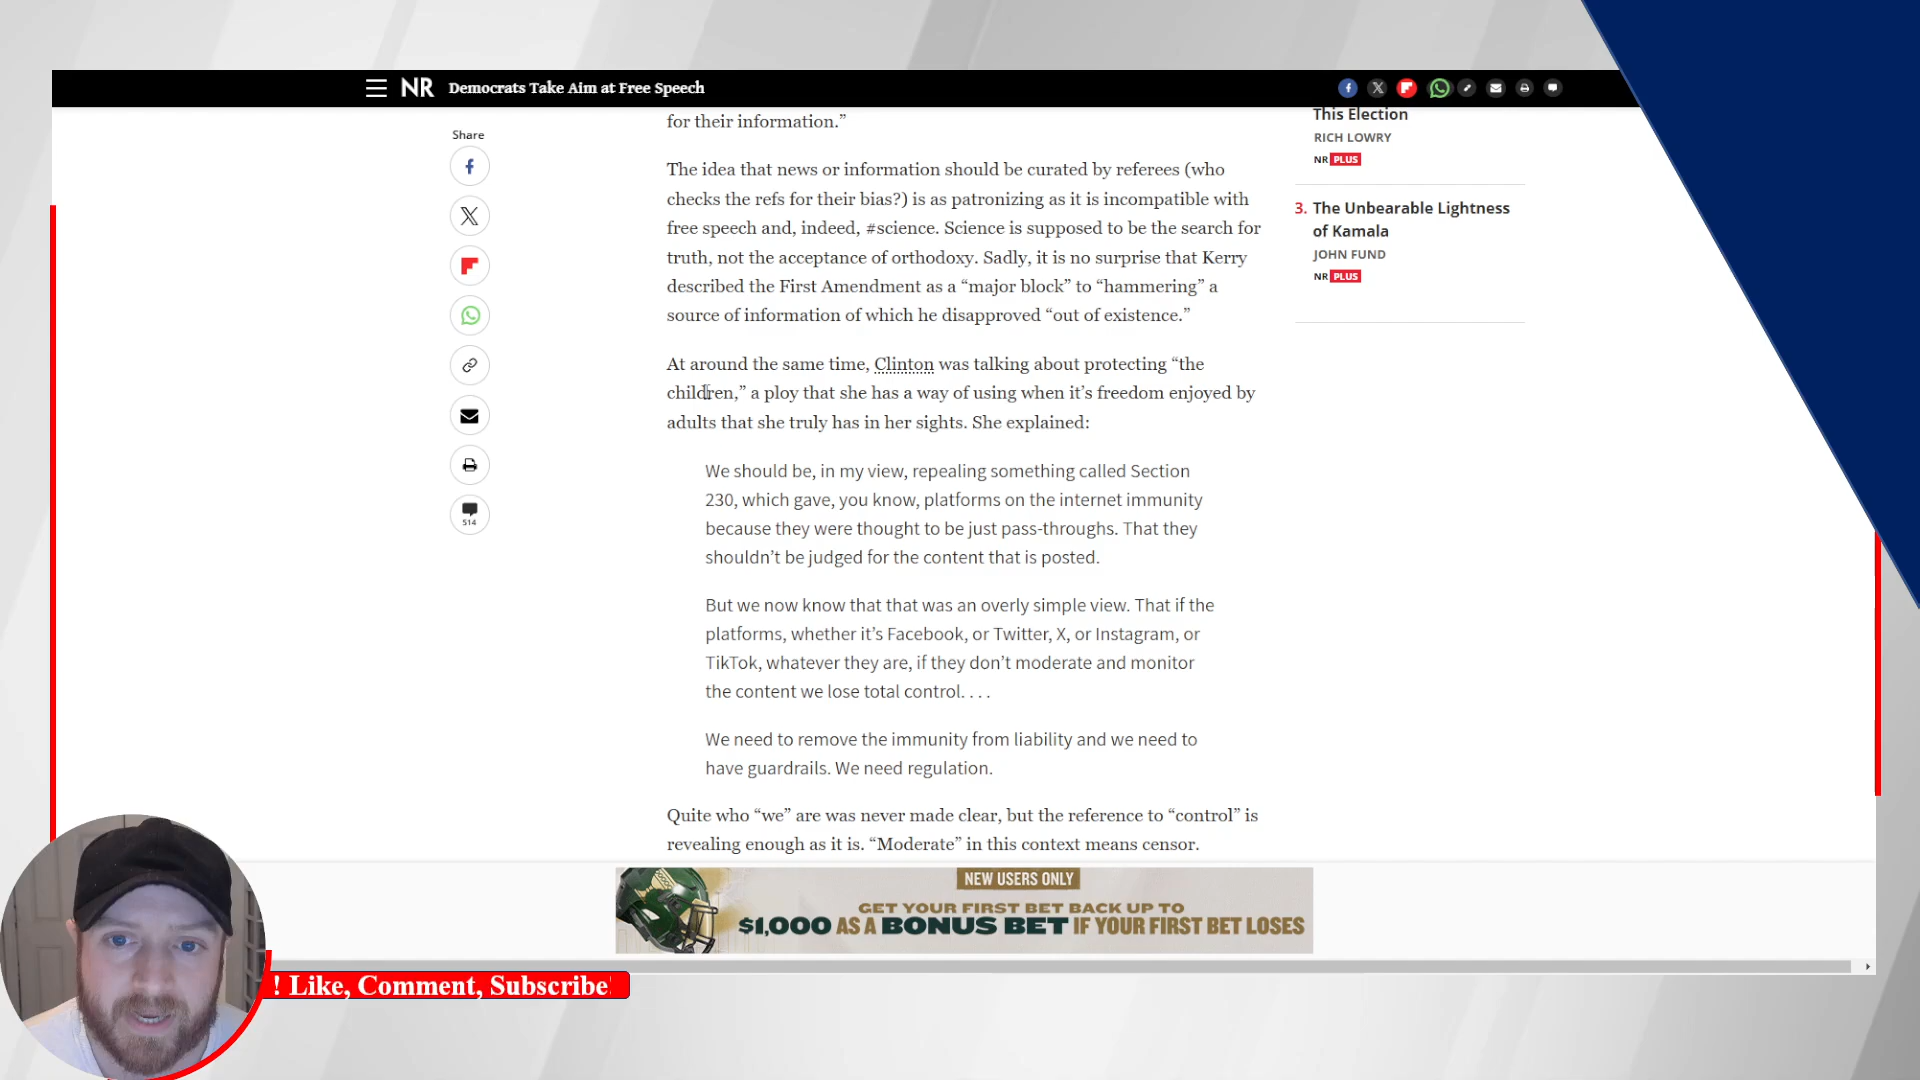 NR Democrats Take Aim at Free Speech
Share
514
for their information.”
The idea that news or information should be curated by referees (who
checks the refs for their bias?) is as patronizing as it is incompatible with
free speech and, indeed, #science. Science is supposed to be the search for
truth, not the acceptance of orthodoxy. Sadly, it is no surprise that Kerry
described the First Amendment as a “major block” to “hammering” a
source of information of which he disapproved “out of existence.”
At around the same time, Clinton was talking about protecting “the
children,” a ploy that she has a way of using when it’s freedom enjoyed by
adults that she truly has in her sights. She explained:
We should be, in my view, repealing something called Section
230, which gave, you know, platforms on the internet immunity
because they were thought to be just pass-throughs. That they
shouldn’t be judged for the content that is posted.
But we now know that that was an overly simple view. That if the
platforms, whether it’s Facebook, or Twitter, X, or Instagram, or
TikTok, whatever they are, if they don’t moderate and monitor
the content we lose total control. . . .
We need to remove the immunity from liability and we need to
have guardrails. We need regulation.
Quite who “we” are was never made clear, but the reference to “control” is
revealing enough as it is. “Moderate” in this context means censor.
This Election
RICH LOWRY
NR PLUS
3. The Unbearable Lightness
of Kamala
JOHN FUND
NR PLUS
NEW USERS ONLY
GET YOUR FIRST BET BACK UP TO
$1,000 AS A BONUS BET IF YOUR FIRST BET LOSES
! Like, Comment, Subscribe!